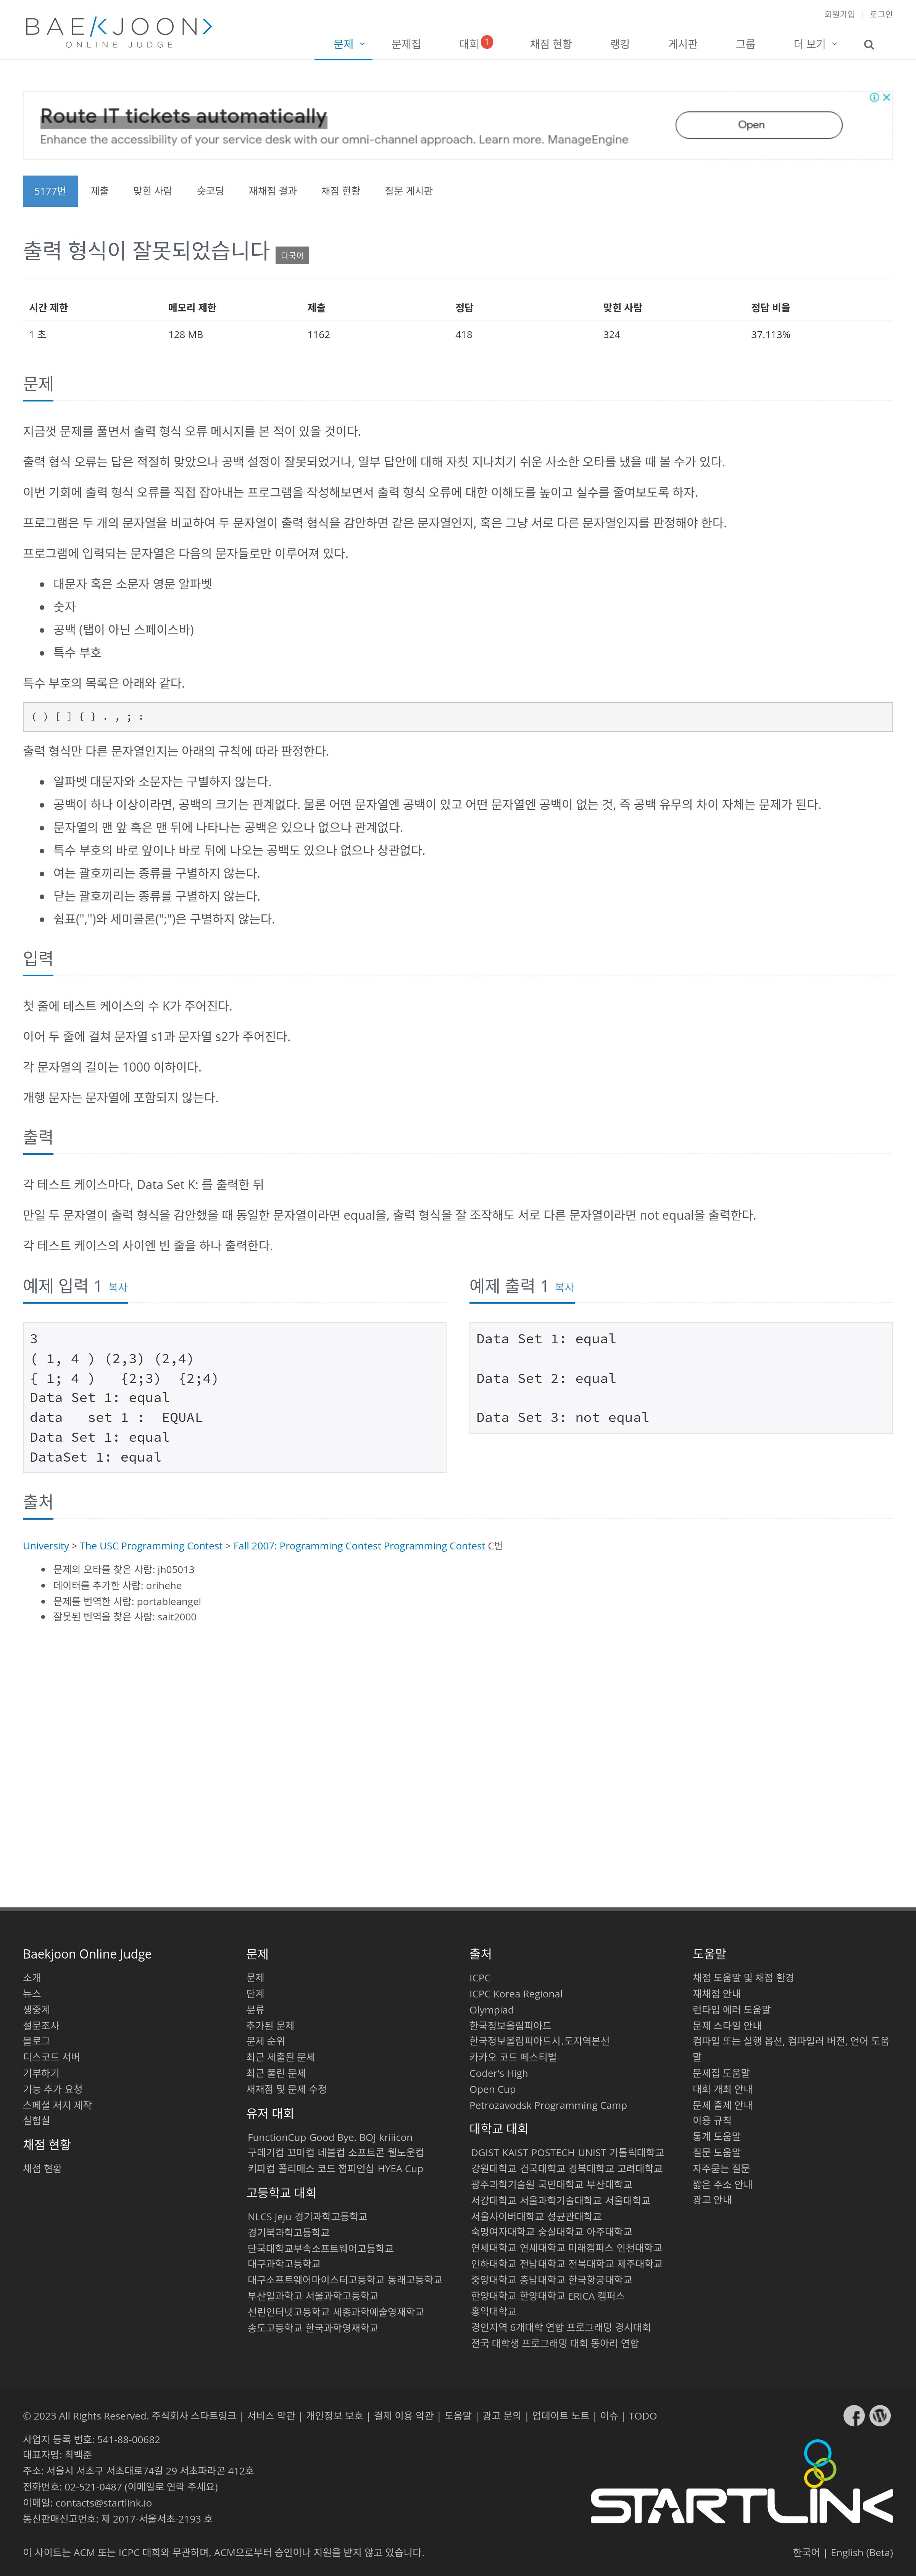 회원가입 | 로그인
BAEKJOON>
ONLINE JUDGE
문제 문제집 대회 1 채점 현황 랭킹 게시판 그룹 더 보기
Route IT tickets automatically
Enhance the accessibility of your service desk with our omni-channel approach. Learn more. ManageEngine
Open
5177번 제출 맞힌 사람 숏코딩 재채점 결과 채점 현황 질문 게시판
출력 형식이 잘못되었습니다 다국어
시간 제한 메모리 제한 제출 정답 맞힌 사람 정답 비율
1 초 128 MB 1162 418 324 37.113%
문제
지금껏 문제를 풀면서 출력 형식 오류 메시지를 본 적이 있을 것이다.
출력 형식 오류는 답은 적절히 맞았으나 공백 설정이 잘못되었거나, 일부 답안에 대해 자칫 지나치기 쉬운 사소한 오타를 냈을 때 볼 수가 있다.
이번 기회에 출력 형식 오류를 직접 잡아내는 프로그램을 작성해보면서 출력 형식 오류에 대한 이해도를 높이고 실수를 줄여보도록 하자.
프로그램은 두 개의 문자열을 비교하여 두 문자열이 출력 형식을 감안하면 같은 문자열인지, 혹은 그냥 서로 다른 문자열인지를 판정해야 한다.
프로그램에 입력되는 문자열은 다음의 문자들로만 이루어져 있다.
대문자 혹은 소문자 영문 알파벳
숫자
공백 (탭이 아닌 스페이스바)
특수 부호
특수 부호의 목록은 아래와 같다.
( ) [ ] { } . , ; :
출력 형식만 다른 문자열인지는 아래의 규칙에 따라 판정한다.
알파벳 대문자와 소문자는 구별하지 않는다.
공백이 하나 이상이라면, 공백의 크기는 관계없다. 물론 어떤 문자열엔 공백이 있고 어떤 문자열엔 공백이 없는 것, 즉 공백 유무의 차이 자체는 문제가 된다.
문자열의 맨 앞 혹은 맨 뒤에 나타나는 공백은 있으나 없으나 관계없다.
특수 부호의 바로 앞이나 바로 뒤에 나오는 공백도 있으나 없으나 상관없다.
여는 괄호끼리는 종류를 구별하지 않는다.
닫는 괄호끼리는 종류를 구별하지 않는다.
쉼표(",")와 세미콜론(";")은 구별하지 않는다.
입력
첫 줄에 테스트 케이스의 수 K가 주어진다.
이어 두 줄에 걸쳐 문자열 s1과 문자열 s2가 주어진다.
각 문자열의 길이는 1000 이하이다.
개행 문자는 문자열에 포함되지 않는다.
출력
각 테스트 케이스마다, Data Set K: 를 출력한 뒤
만일 두 문자열이 출력 형식을 감안했을 때 동일한 문자열이라면 equal을, 출력 형식을 잘 조작해도 서로 다른 문자열이라면 not equal을 출력한다.
각 테스트 케이스의 사이엔 빈 줄을 하나 출력한다.
예제 입력 1 복사
3
( 1, 4 ) (2,3) (2,4)
{ 1; 4 )   {2;3)  {2;4)
Data Set 1: equal
data   set 1 :  EQUAL
Data Set 1: equal
DataSet 1: equal
예제 출력 1 복사
Data Set 1: equal
Data Set 2: equal
Data Set 3: not equal
출처
University > The USC Programming Contest > Fall 2007: Programming Contest Programming Contest C번
문제의 오타를 찾은 사람: jh05013
데이터를 추가한 사람: orihehe
문제를 번역한 사람: portableangel
잘못된 번역을 찾은 사람: sait2000
Baekjoon Online Judge
소개
뉴스
생중계
설문조사
블로그
디스코드 서버
기부하기
기능 추가 요청
스페셜 저지 제작
실험실
채점 현황
채점 현황
문제
문제
단계
분류
추가된 문제
문제 순위
최근 제출된 문제
최근 풀린 문제
재채점 및 문제 수정
유저 대회
FunctionCup Good Bye, BOJ kriiicon
구데기컵 꼬마컵 네블컵 소프트콘 웰노운컵
키파컵 폴리매스 코드 챔피언십 HYEA Cup
고등학교 대회
NLCS Jeju 경기과학고등학교
경기북과학고등학교
단국대학교부속소프트웨어고등학교
대구과학고등학교
대구소프트웨어마이스터고등학교 동래고등학교
부산일과학고 서울과학고등학교
선린인터넷고등학교 세종과학예술영재학교
송도고등학교 한국과학영재학교
출처
ICPC
ICPC Korea Regional
Olympiad
한국정보올림피아드
한국정보올림피아드시.도지역본선
카카오 코드 페스티벌
Coder's High
Open Cup
Petrozavodsk Programming Camp
대학교 대회
DGIST KAIST POSTECH UNIST 가톨릭대학교
강원대학교 건국대학교 경북대학교 고려대학교
광주과학기술원 국민대학교 부산대학교
서강대학교 서울과학기술대학교 서울대학교
서울사이버대학교 성균관대학교
숙명여자대학교 숭실대학교 아주대학교
연세대학교 연세대학교 미래캠퍼스 인천대학교
인하대학교 전남대학교 전북대학교 제주대학교
중앙대학교 충남대학교 한국항공대학교
한양대학교 한양대학교 ERICA 캠퍼스
홍익대학교
경인지역 6개대학 연합 프로그래밍 경시대회
전국 대학생 프로그래밍 대회 동아리 연합
도움말
채점 도움말 및 채점 환경
재채점 안내
런타임 에러 도움말
문제 스타일 안내
컴파일 또는 실행 옵션, 컴파일러 버전, 언어 도움
말
문제집 도움말
대회 개최 안내
문제 출제 안내
이용 규칙
통계 도움말
질문 도움말
자주묻는 질문
짧은 주소 안내
광고 안내
© 2023 All Rights Reserved. 주식회사 스타트링크 | 서비스 약관 | 개인정보 보호 | 결제 이용 약관 | 도움말 | 광고 문의 | 업데이트 노트 | 이슈 | TODO
사업자 등록 번호: 541-88-00682
대표자명: 최백준
주소: 서울시 서초구 서초대로74길 29 서초파라곤 412호
전화번호: 02-521-0487 (이메일로 연락 주세요)
이메일: contacts@startlink.io
통신판매신고번호: 제 2017-서울서초-2193 호
STARTLINK
이 사이트는 ACM 또는 ICPC 대회와 무관하며, ACM으로부터 승인이나 지원을 받지 않고 있습니다.
한국어 | English (Beta)